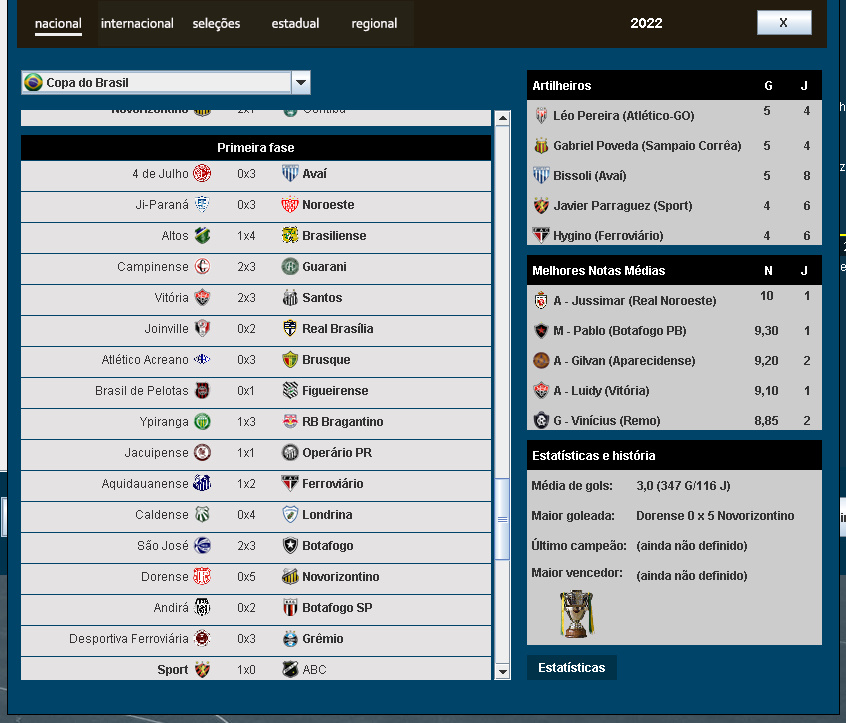 nacional internacional seleções estadual regional 2022 X
Copa do Brasil
Novorizontino 2x1 Coritiba
Primeira fase
4 de Julho 0x3 Avaí
Ji-Paraná 0x3 Noroeste
Altos 1x4 Brasiliense
Campinense 2x3 Guarani
Vitória 2x3 Santos
Joinville 0x2 Real Brasília
Atlético Acreano 0x3 Brusque
Brasil de Pelotas 0x1 Figueirense
Ypiranga 1x3 RB Bragantino
Jacuipense 1x1 Operário PR
Aquidauanense 1x2 Ferroviário
Caldense 0x4 Londrina
São José 2x3 Botafogo
Dorense 0x5 Novorizontino
Andirá 0x2 Botafogo SP
Desportiva Ferroviária 0x3 Grêmio
Sport 1x0 ABC
Artilheiros G J
Léo Pereira (Atlético-GO) 5 4
Gabriel Poveda (Sampaio Corrêa) 5 4
Bissoli (Avaí) 5 8
Javier Parraguez (Sport) 4 6
Hygino (Ferroviário) 4 6
Melhores Notas Médias N J
A - Jussimar (Real Noroeste) 10 1
M - Pablo (Botafogo PB) 9,30 1
A - Gilvan (Aparecidense) 9,20 2
A - Luidy (Vitória) 9,10 1
G - Vinícius (Remo) 8,85 2
Estatísticas e história
Média de gols: 3,0 (347 G/116 J)
Maior goleada: Dorense 0 x 5 Novorizontino
Último campeão: (ainda não definido)
Maior vencedor: (ainda não definido)
Estatísticas